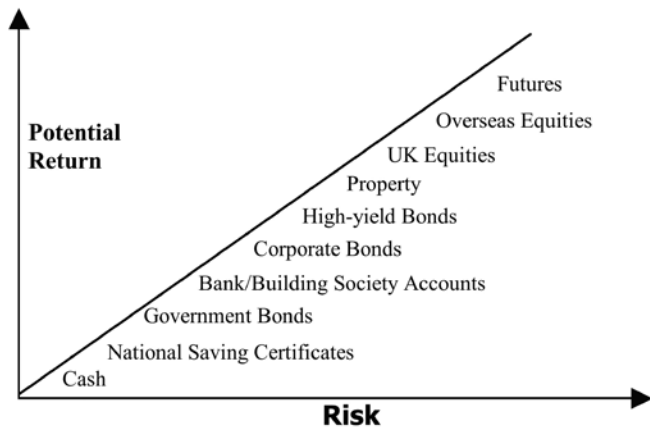 Futures
Overseas Equities
Potential
Return
UK Equities
Property
High-yield Bonds
Corporate Bonds
Bank/Building Society Accounts
Government Bonds
National Saving Certificates
Cash
Risk